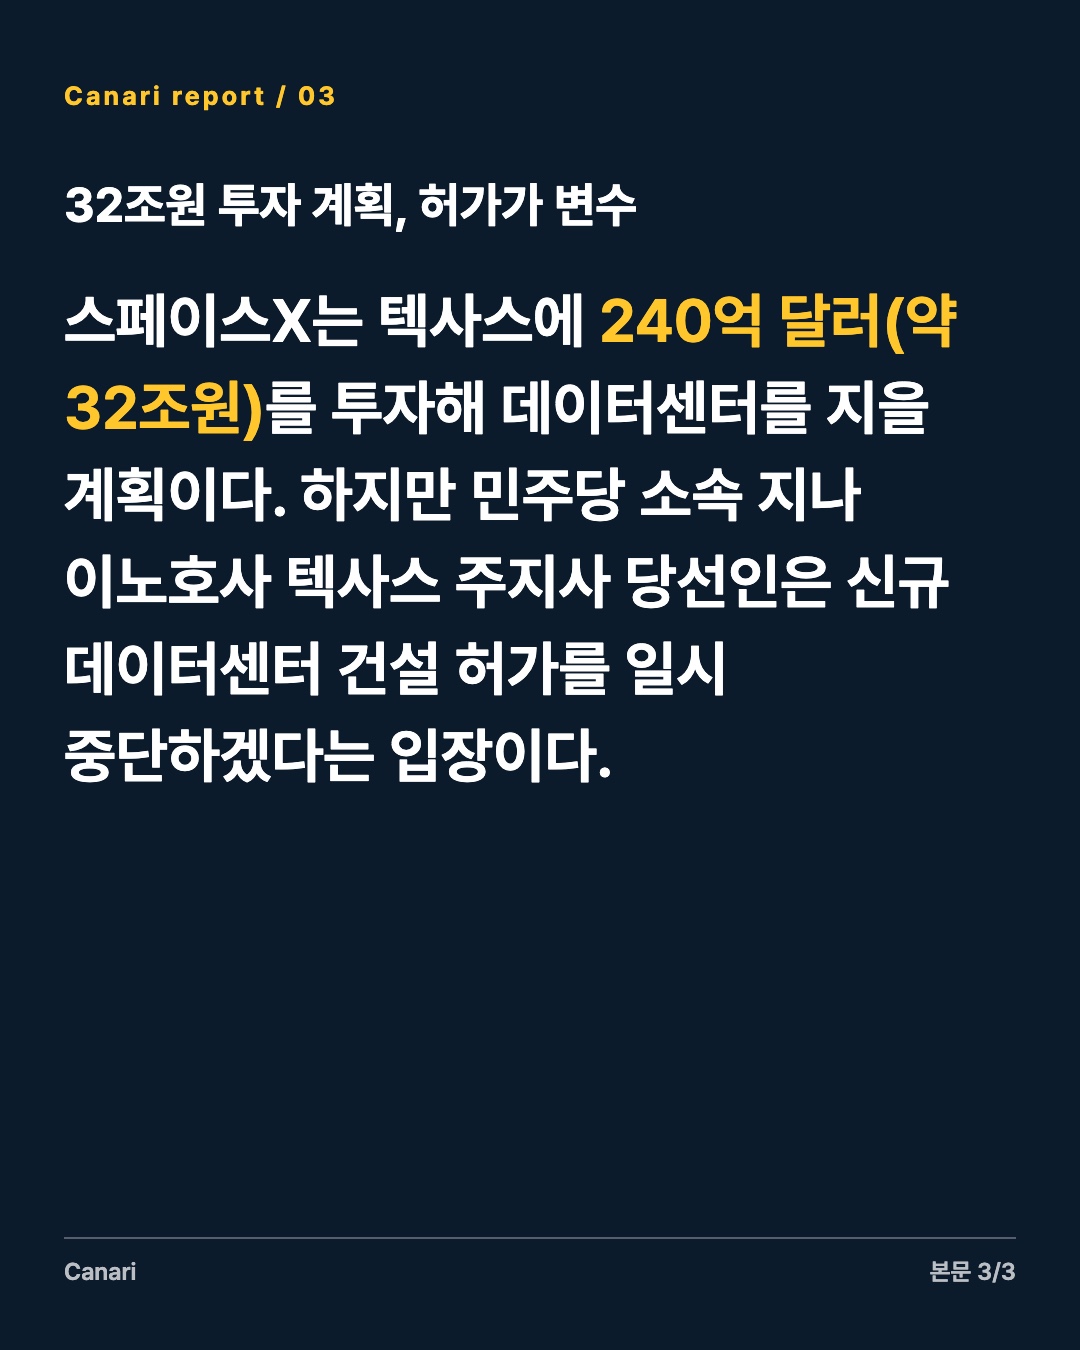 Canari report / 03
32조원 투자 계획, 허가가 변수
스페이스X는 텍사스에 240억 달러(약
32조원)를 투자해 데이터센터를 지을
계획이다. 하지만 민주당 소속 지나
이노호사 텍사스 주지사 당선인은 신규
데이터센터 건설 허가를 일시
중단하겠다는 입장이다.
Canari
본문 3/3